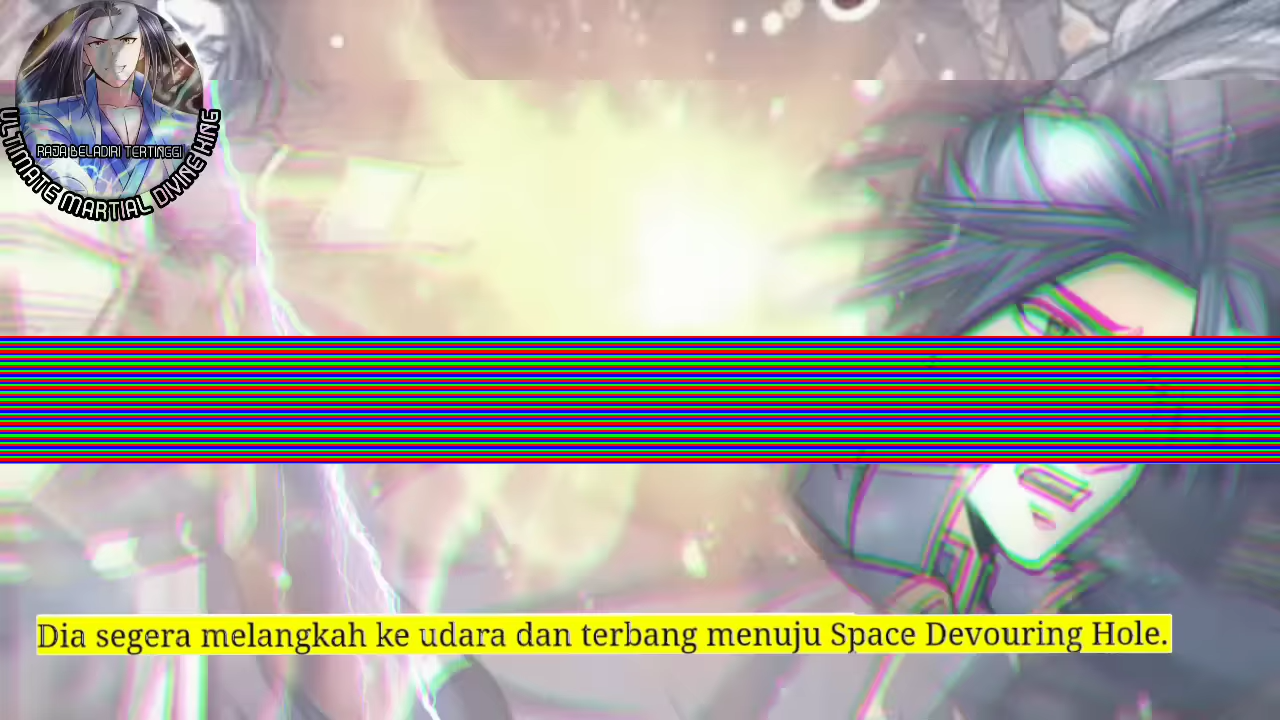 RAJA BELADIRI TERTINGGI
ULTIMATE MARTIAL DIVINE KING
Dia segera melangkah ke udara dan terbang menuju Space Devouring Hole.